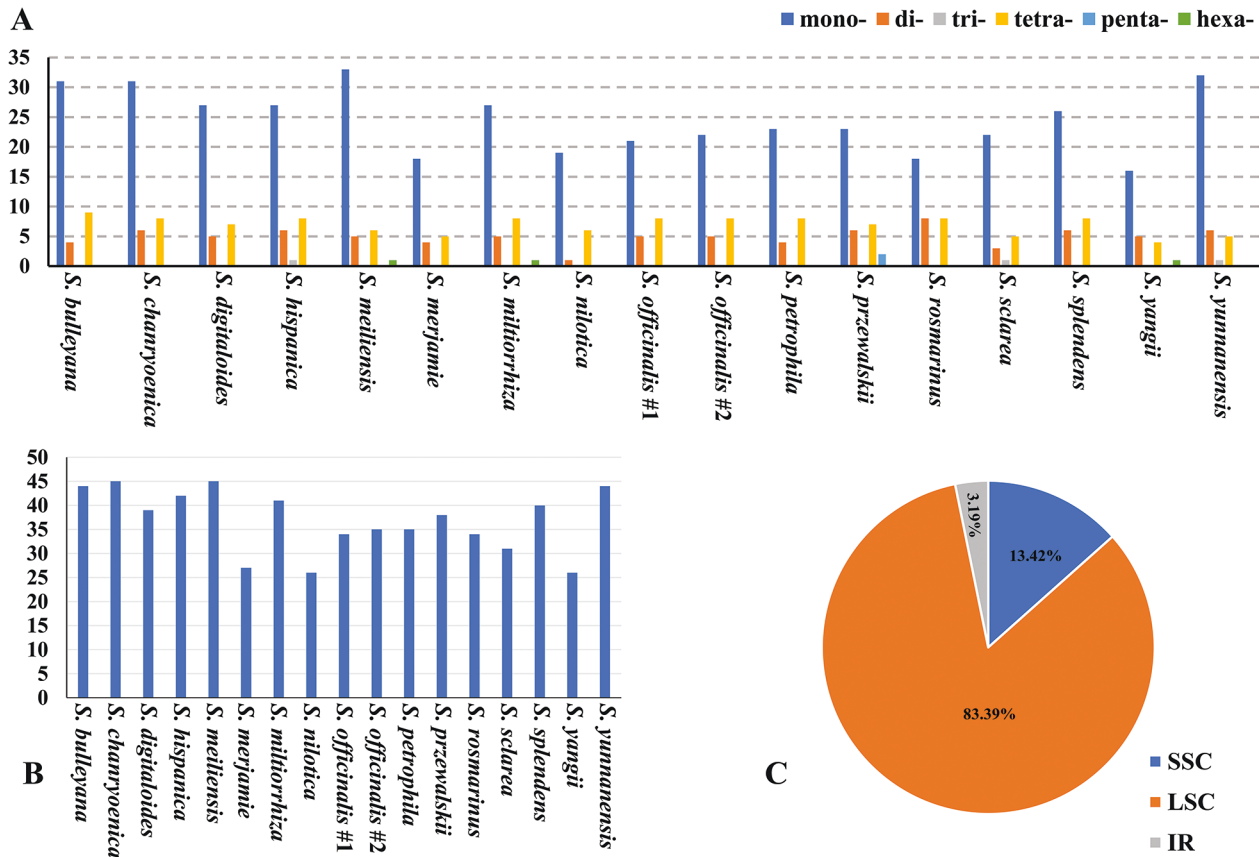 A
mono- di- tri- tetra- penta- hexa-
35
30
25
20
15
10
5
0
S. bulleyana
S. chanryoenica
S. digitaloides
S. hispanica
S. meiliensis
S. merjamie
S. miltiorrhiza
S. nilotica
S. officinalis #1
S. officinalis #2
S. petrophila
S. przewalskii
S. rosmarinus
S. sclarea
S. splendens
S. yangii
S. yunnanensis
50
45
40
35
30
25
20
15
10
5
0
S. bulleyana
S. chanryoenica
S. digitaloides
S. hispanica
S. meiliensis
S. merjamie
S. miltiorrhiza
S. nilotica
S. officinalis #1
S. officinalis #2
S. petrophila
S. przewalskii
S. rosmarinus
S. sclarea
S. splendens
S. yangii
S. yunnanensis
B
3.19%
13.42%
83.39%
C
SSC
LSC
IR